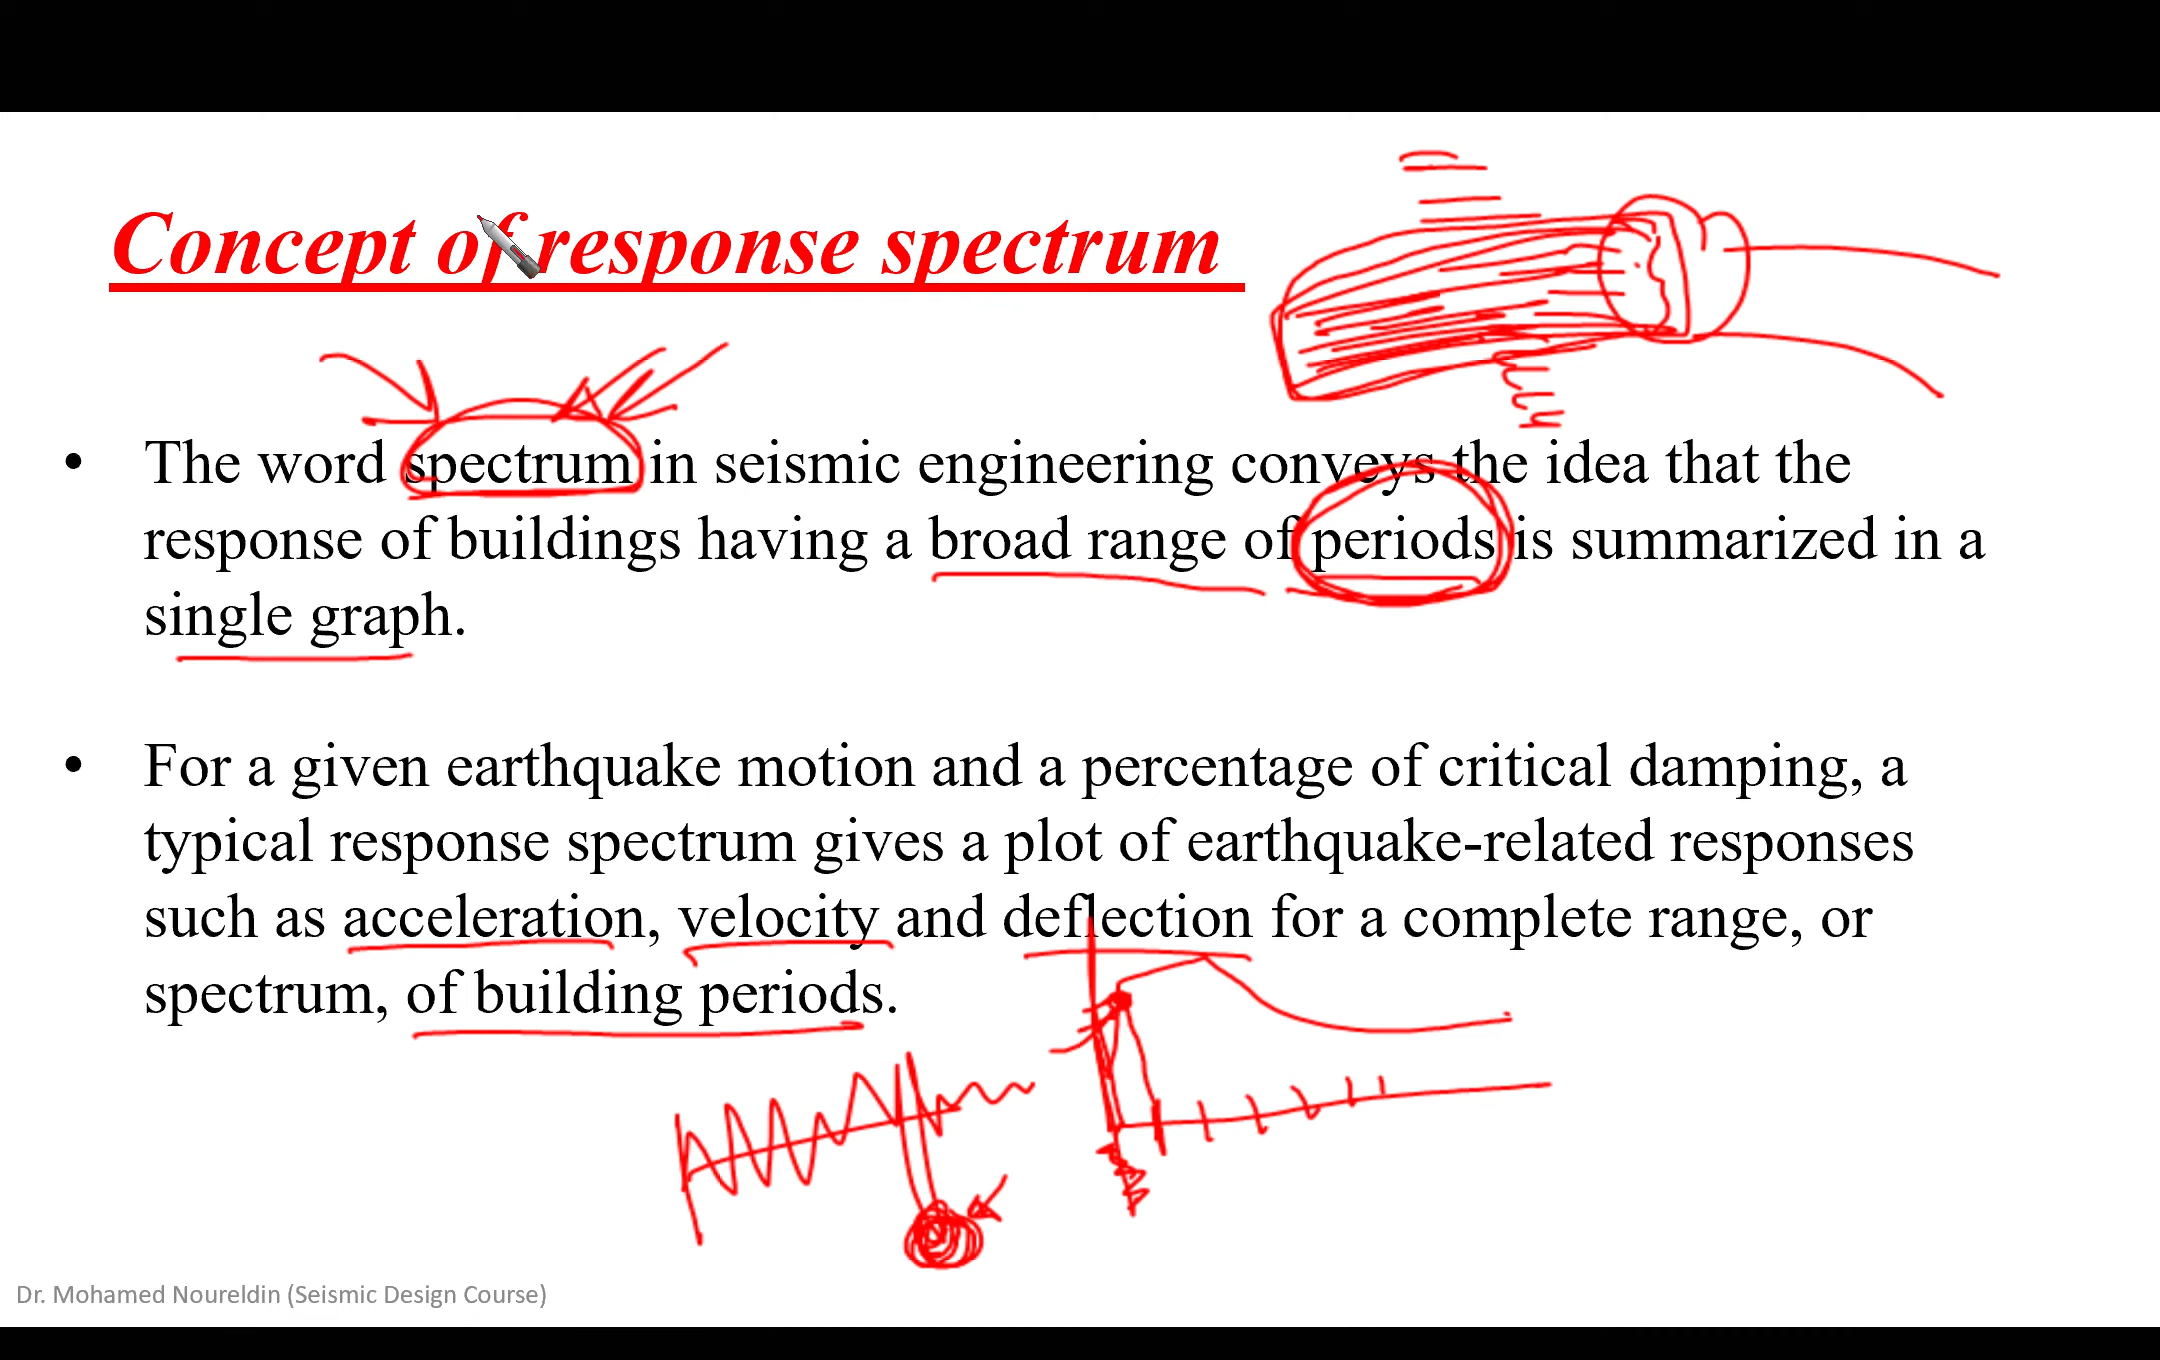 Concept of response spectrum
• The word spectrum in seismic engineering conveys the idea that the
response of buildings having a broad range of periods is summarized in a
single graph.
• For a given earthquake motion and a percentage of critical damping, a
typical response spectrum gives a plot of earthquake-related responses
such as acceleration, velocity and deflection for a complete range, or
spectrum, of building periods.
Dr. Mohamed Noureldin (Seismic Design Course)